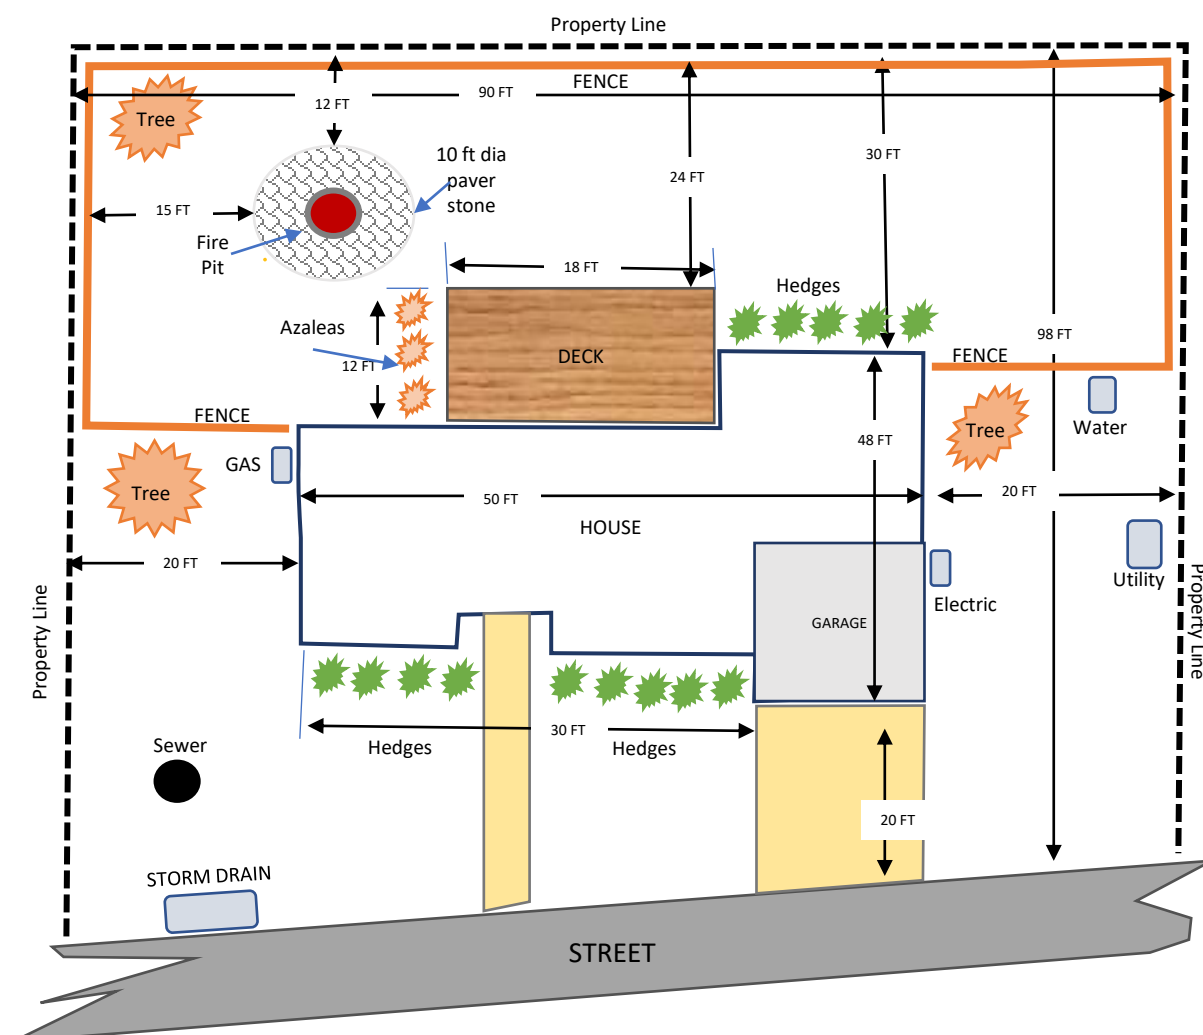 Property Line
FENCE
90 FT
12 FT
Tree
10 ft dia
paver
stone
30 FT
24 FT
15 FT
Fire
Pit
18 FT
Hedges
Azaleas
98 FT
DECK
FENCE
12 FT
FENCE
Tree
Water
48 FT
GAS
Tree
50 FT
20 FT
HOUSE
20 FT
Utility
Property Line
Property Line
Electric
GARAGE
30 FT
Hedges
Hedges
Sewer
20 FT
STORM DRAIN
STREET